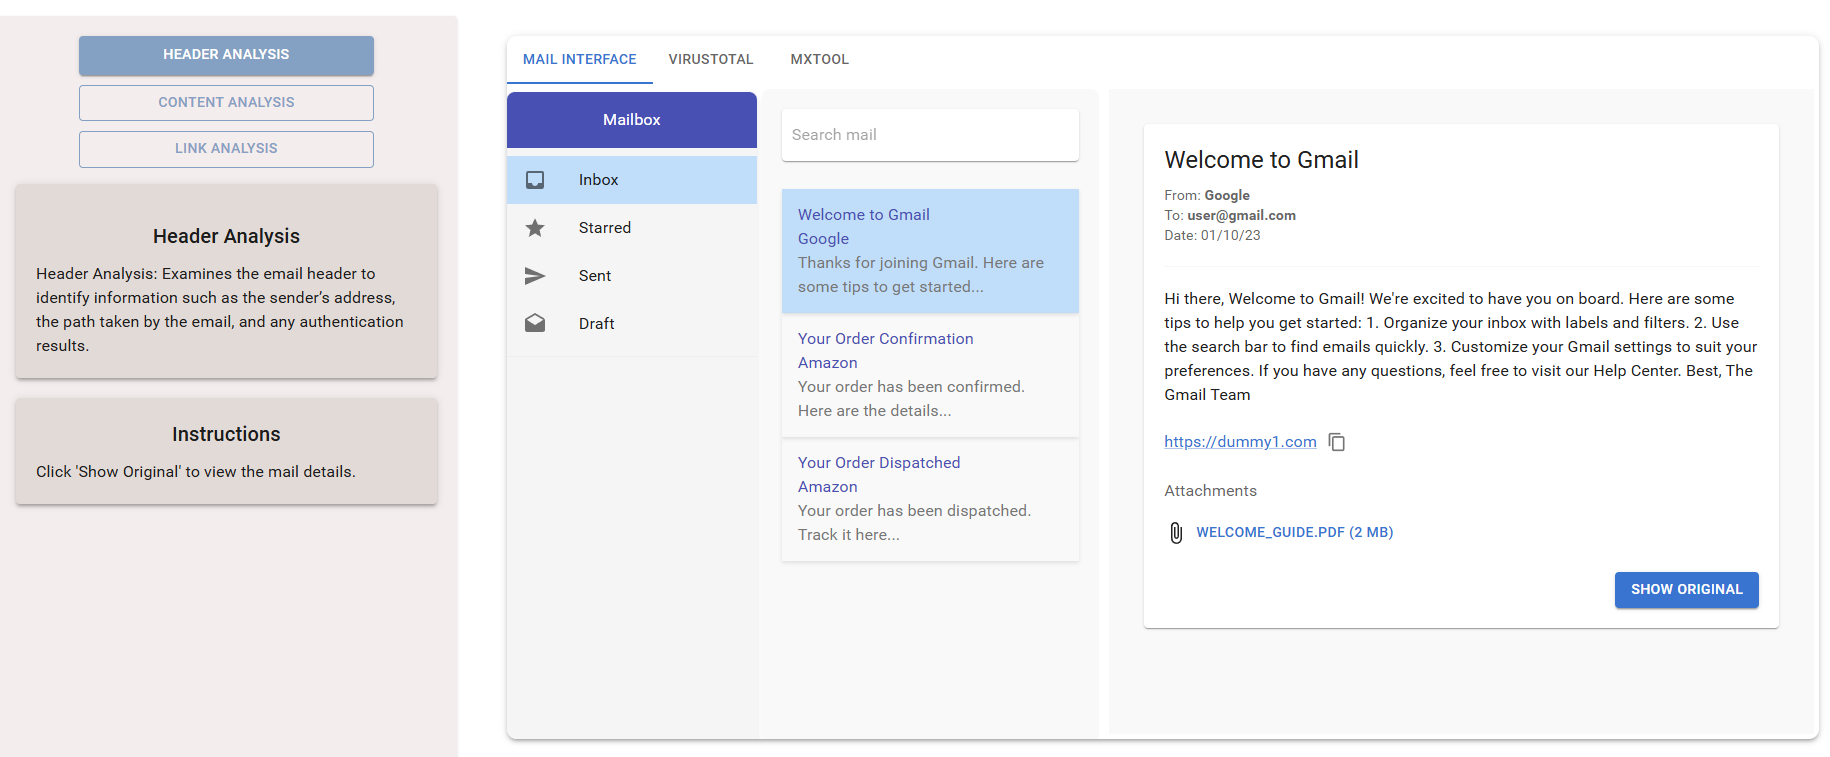 HEADER ANALYSIS
CONTENT ANALYSIS
LINK ANALYSIS
Header Analysis
Header Analysis: Examines the email header to
identify information such as the sender’s address,
the path taken by the email, and any authentication
results.
Instructions
Click 'Show Original' to view the mail details.
MAIL INTERFACE
VIRUSTOTAL
MXTOOL
Mailbox
Inbox
Starred
Sent
Draft
Search mail
Welcome to Gmail
Google
Thanks for joining Gmail. Here are
some tips to get started...
Your Order Confirmation
Amazon
Your order has been confirmed.
Here are the details...
Your Order Dispatched
Amazon
Your order has been dispatched.
Track it here...
Welcome to Gmail
From: Google
To: user@gmail.com
Date: 01/10/23
Hi there, Welcome to Gmail! We're excited to have you on board. Here are some
tips to help you get started: 1. Organize your inbox with labels and filters. 2. Use
the search bar to find emails quickly. 3. Customize your Gmail settings to suit your
preferences. If you have any questions, feel free to visit our Help Center. Best, The
Gmail Team
https://dummy1.com
Attachments
WELCOME_GUIDE.PDF (2 MB)
SHOW ORIGINAL